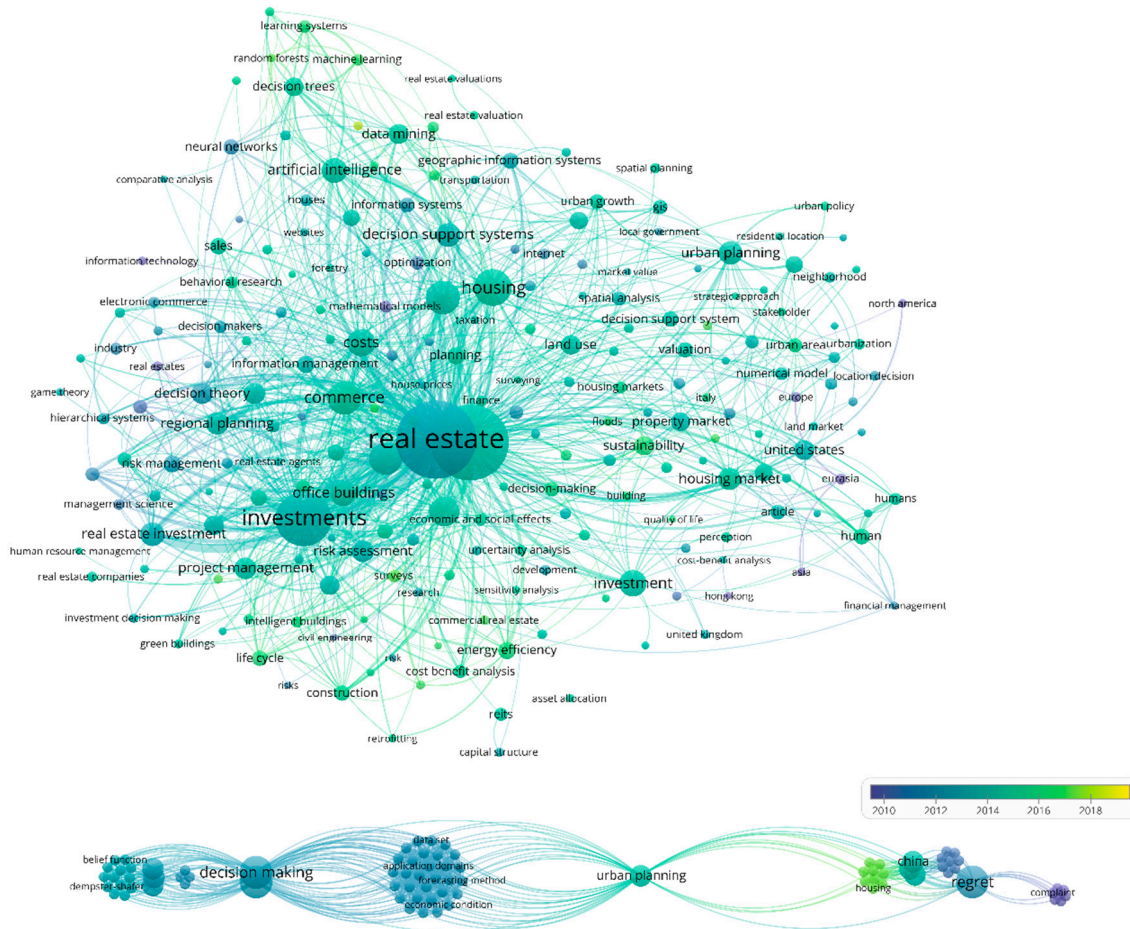 learning systems
random forests
machine learning
real estate valuations
decision trees
real estate valuation
data mining
neural networks
geographic information systems
artificial intelligence
spatial planning
comparative analysis
transportation
houses
information systems
urban growth
gis
urban policy
websites
decision support systems
local government
residential location
sales
internet
urban planning
information technology
forestry
optimization
market value
neighborhood
behavioral research
housing
electronic commerce
mathematical models
spatial analysis
strategic approach
north america
decision makers
taxation
decision support system
stakeholder
industry
costs
land use
valuation
urban area
urbanization
real estates
information management
planning
game theory
decision theory
house prices
surveying
housing markets
numerical model
location decision
commerce
finance
italy
europe
hierarchical systems
regional planning
floods
property market
land market
real estate
sustainability
united states
risk management
real estate agents
management science
office buildings
decision-making
housing market
eurasia
building
humans
investments
economic and social effects
quality of life
article
real estate investment
human
perception
human resource management
risk assessment
uncertainty analysis
cost-benefit analysis
project management
surveys
development
asia
real estate companies
research
sensitivity analysis
investment
hong kong
financial management
investment decision making
intelligent buildings
commercial real estate
green buildings
civil engineering
united kingdom
life cycle
risk
energy efficiency
cost benefit analysis
risks
construction
asset allocation
reits
retrofitting
capital structure
2010 2012 2014 2016 2018
data set
belief function
china
application domains
decision making
urban planning
dempster-shafer
forecasting method
regret
housing
complaint
economic condition